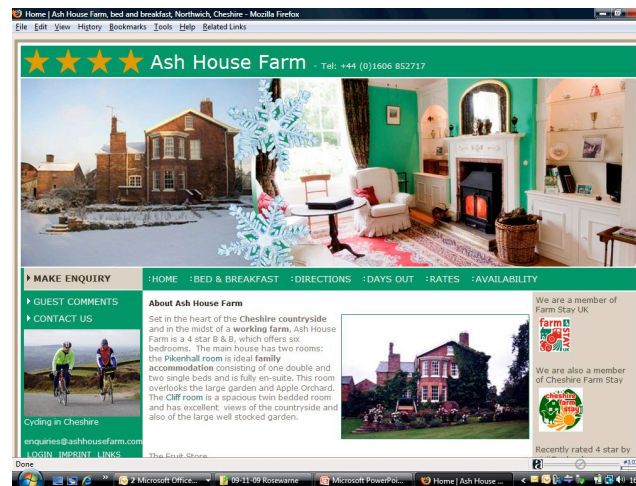 Home | Ash House Farm, bed and breakfast, Northwich, Cheshire - Mozilla Firefox
File Edit View History Bookmarks Tools Help Related Links
Ash House Farm - Tel: +44 (0)1606 852717
MAKE ENQUIRY
:HOME :BED & BREAKFAST :DIRECTIONS :DAYS OUT :RATES :AVAILABILITY
GUEST COMMENTS
CONTACT US
Cycling in Cheshire
enquiries@ashhousefarm.com
LOGIN IMPRINT LINKS
About Ash House Farm
Set in the heart of the Cheshire countryside
and in the midst of a working farm, Ash House
Farm is a 4 star B & B, which offers six
bedrooms. The main house has two rooms:
the Pikenhall room is ideal family
accommodation consisting of one double and
two single beds and is fully en-suite. This room
overlooks the large garden and Apple Orchard.
The Cliff room is a spacious twin bedded room
and has excellent views of the countryside and
also of the large well stocked garden.
The Fruit Store
We are a member of
Farm Stay UK
farm
STAY
We are also a member
of Cheshire Farm Stay
cheshire
farm
stay
Recently rated 4 star by
Done
2 Microsoft Office...
09-11-09 Rosewarne
Microsoft PowerPoi...
Home | Ash House ...